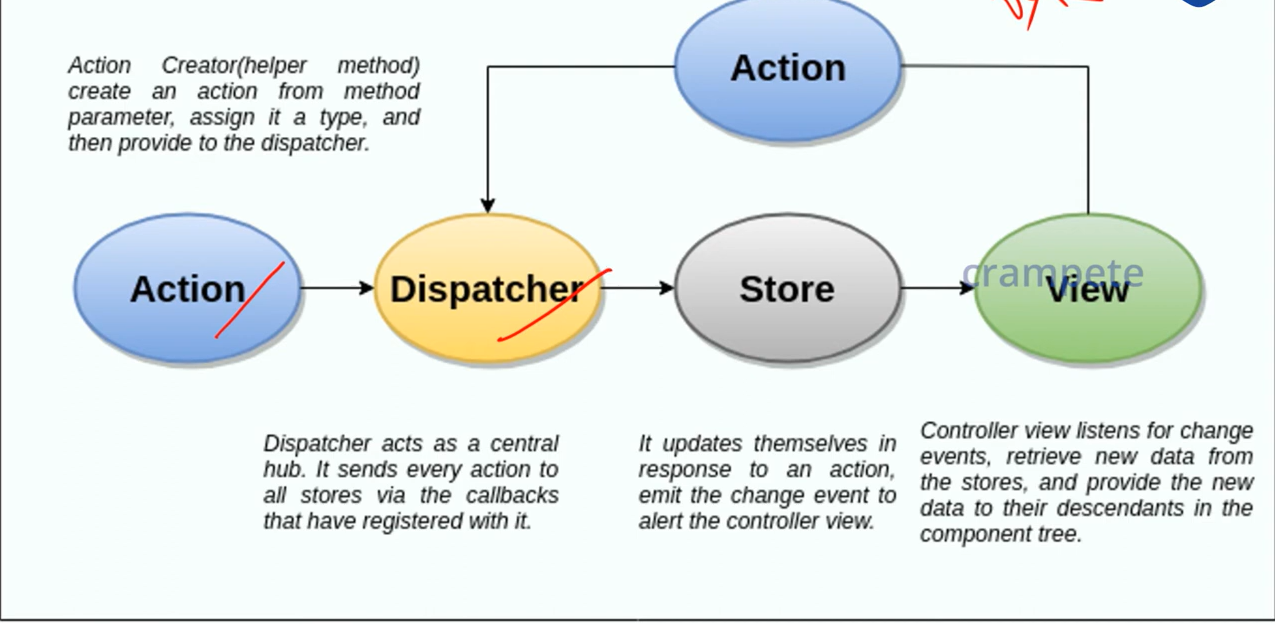 Action
Action Creator(helper method)
create an action from method
parameter, assign it a type, and
then provide to the dispatcher.
Action
Dispatcher
Store
crampete
View
Dispatcher acts as a central
hub. It sends every action to
all stores via the callbacks
that have registered with it.
It updates themselves in
response to an action,
emit the change event to
alert the controller view.
Controller view listens for change
events, retrieve new data from
the stores, and provide the new
data to their descendants in the
component tree.